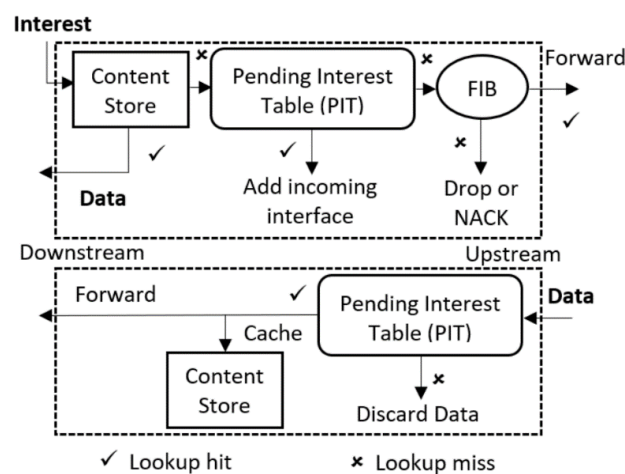 Interest
Content
Store
✗
Pending Interest
Table (PIT)
✗
FIB
Forward
✓
✓
Data
✓
Add incoming
interface
✗
Drop or
NACK
Downstream
Upstream
Forward
✓
Pending Interest
Table (PIT)
Data
Cache
Content
Store
✗
Discard Data
✓ Lookup hit
✗ Lookup miss